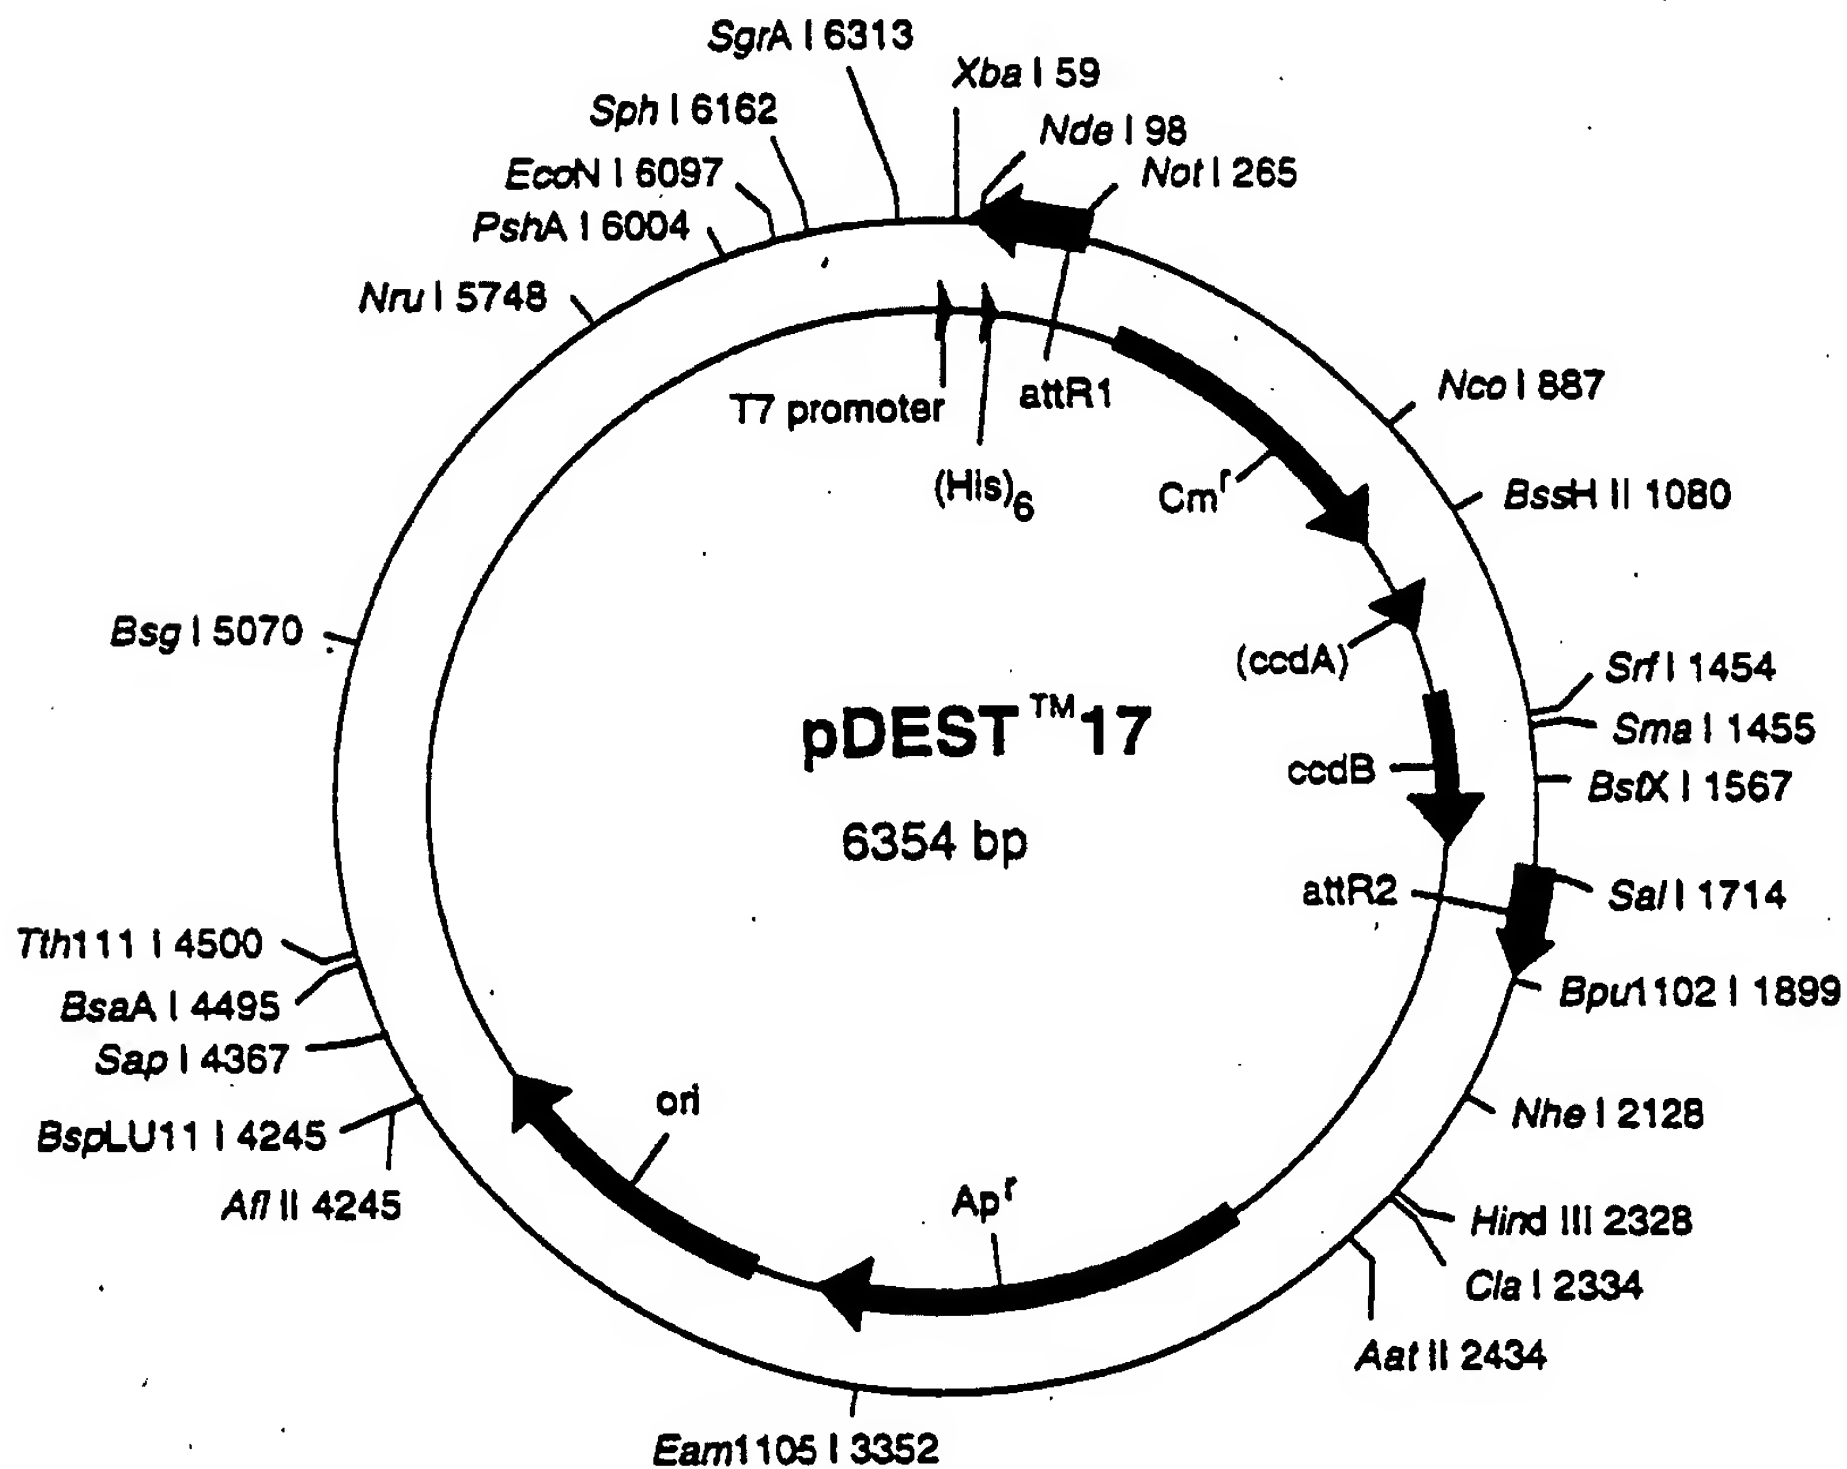 SgrA I 6313
Xba I 59
Sph I 6162
Nde I 98
EcoN I 6097
Not I 265
PshA I 6004
Nru I 5748
Nco I 887
T7 promoter
attR1
(His)6
Cmr
BssH II 1080
Bsg I 5070
(ccdA)
Srf I 1454
pDEST™17
Sma I 1455
ccdB
BstX I 1567
6354 bp
attR2
Sal I 1714
Tth111 I 4500
Bpu1102 I 1899
BsaA I 4495
Sap I 4367
ori
Nhe I 2128
BspLU11 I 4245
Afl II 4245
Apr
Hind III 2328
Cla I 2334
Aat II 2434
Eam1105 I 3352